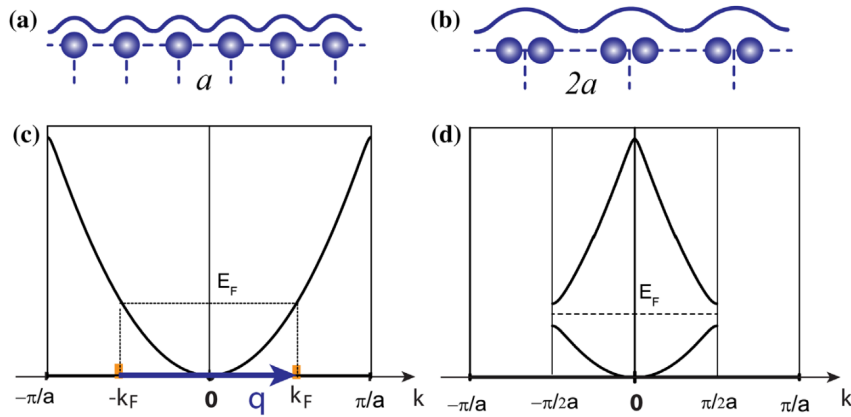 (a)
a
(b)
2a
(c)
E_F
-π/a
-k_F
0
q
k_F
π/a
k
(d)
E_F
-π/a
-π/2a
0
π/2a
π/a
k